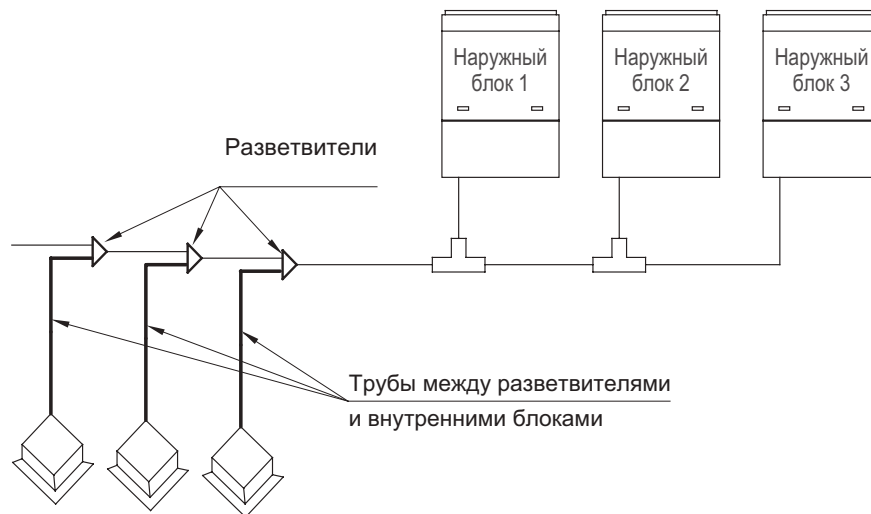 Наружный
блок 1
Наружный
блок 2
Наружный
блок 3
Разветвители
Трубы между разветвителями
и внутренними блоками